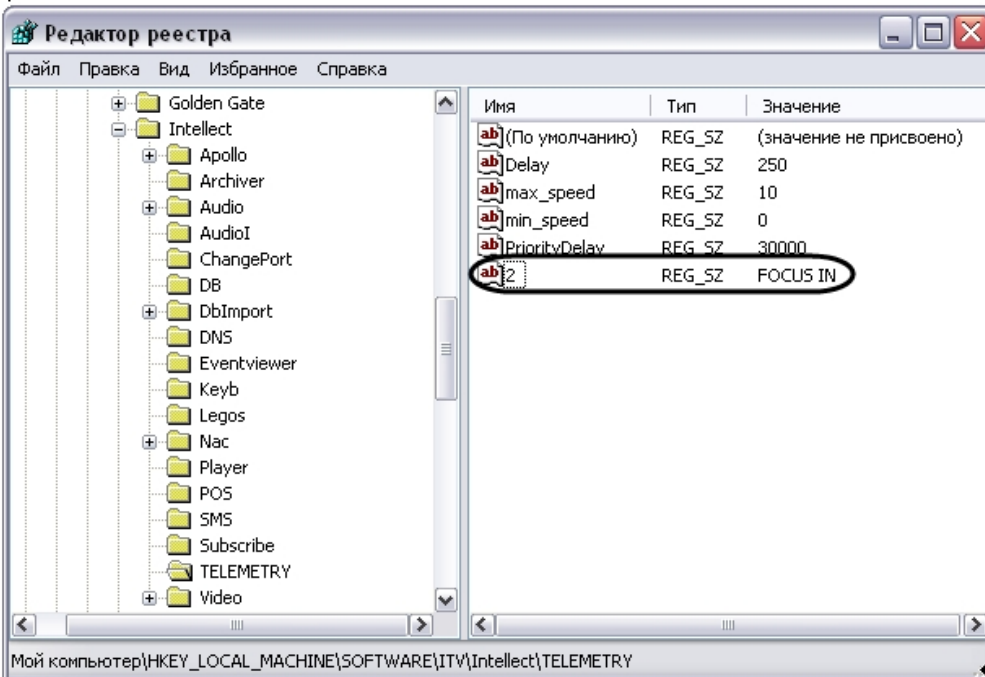 Редактор реестра
Файл Правка Вид Избранное Справка
Golden Gate
Intellect
Apollo
Archiver
Audio
AudioI
ChangePort
DB
DbImport
DNS
Eventviewer
Keyb
Legos
Nac
Player
POS
SMS
Subscribe
TELEMETRY
Video
Имя Тип Значение
(По умолчанию) REG_SZ (значение не присвоено)
Delay REG_SZ 250
max_speed REG_SZ 10
min_speed REG_SZ 0
PriorityDelay REG_SZ 30000
2 REG_SZ FOCUS IN
Мой компьютер\HKEY_LOCAL_MACHINE\SOFTWARE\ITV\Intellect\TELEMETRY